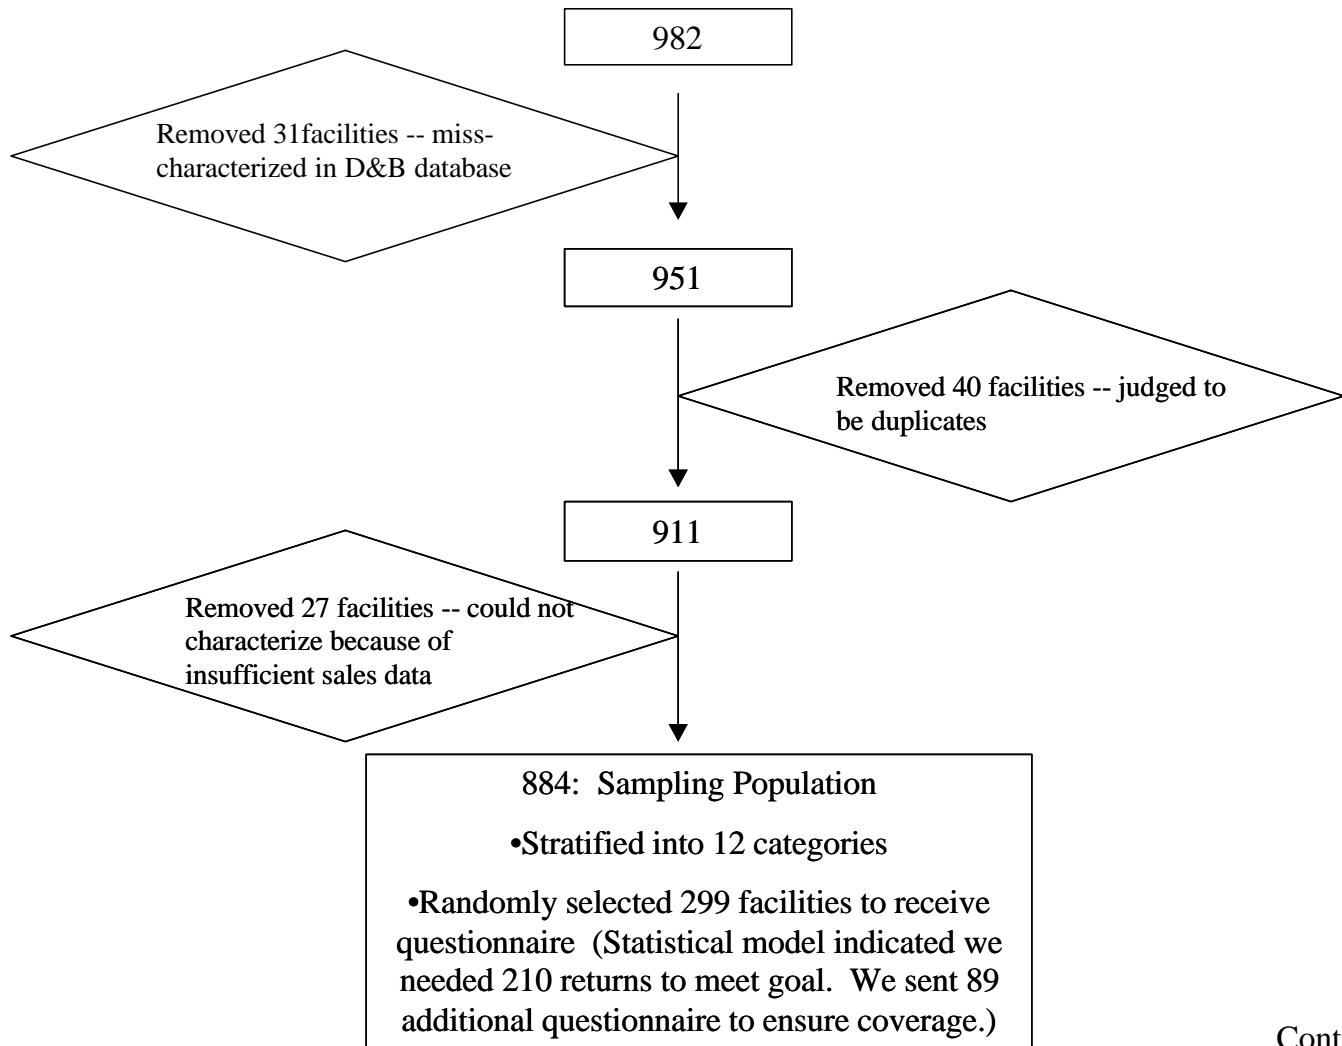 982
Removed 31facilities -- miss-
characterized in D&B database
951
Removed 40 facilities -- judged to
be duplicates
911
Removed 27 facilities -- could not
characterize because of
insufficient sales data
884:  Sampling Population
•Stratified into 12 categories
•Randomly selected 299 facilities to receive
questionnaire  (Statistical model indicated we
needed 210 returns to meet goal.  We sent 89
additional questionnaire to ensure coverage.)
Cont